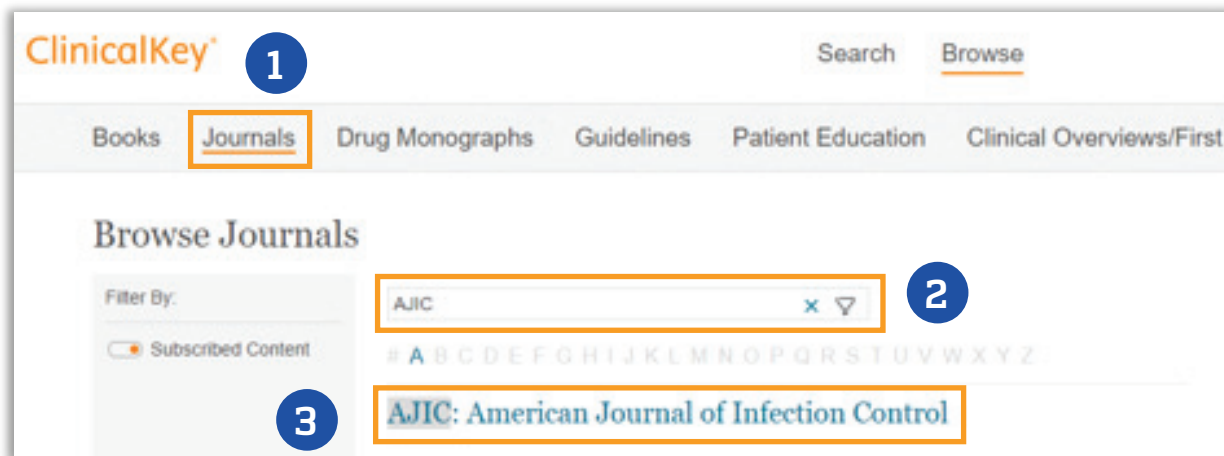 ClinicalKey®
1
Search Browse
Books Journals Drug Monographs Guidelines Patient Education Clinical Overviews/First
Browse Journals
Filter By:
AJIC
2
Subscribed Content
# A B C D E F G H I J K L M N O P Q R S T U V W X Y Z
3
AJIC: American Journal of Infection Control